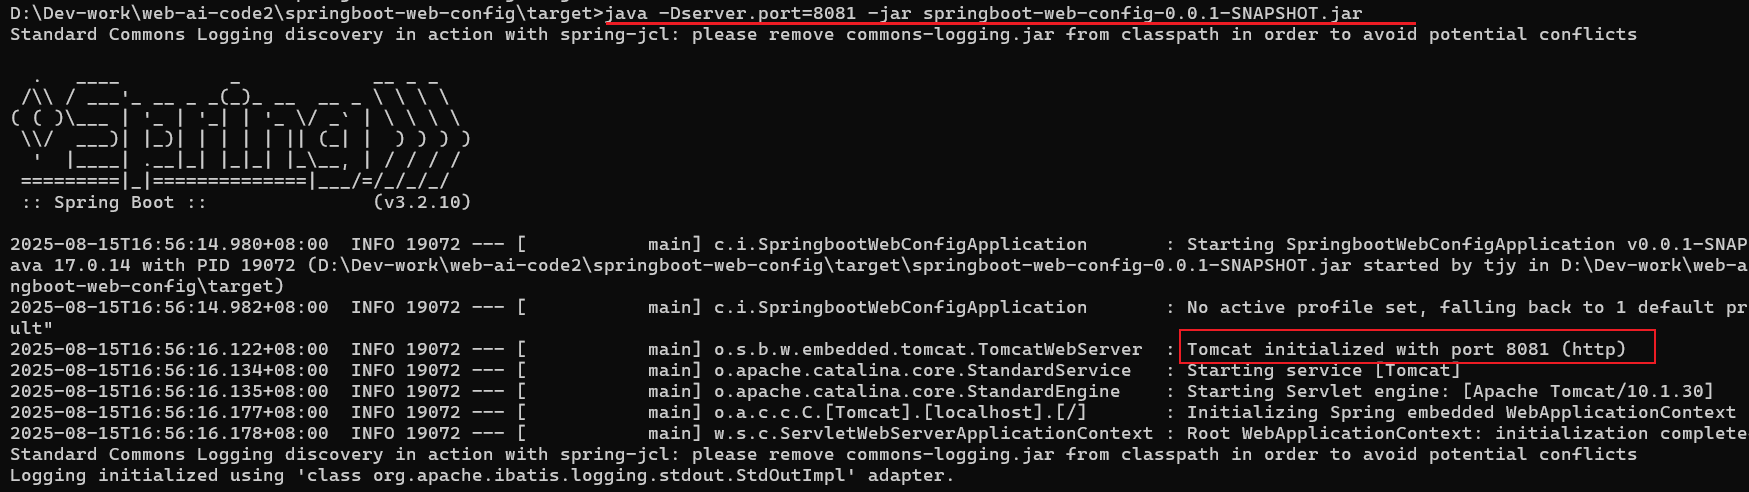 D:\Dev-work\web-ai-code2\springboot-web-config\target>java -Dserver.port=8081 -jar springboot-web-config-0.0.1-SNAPSHOT.jar
Standard Commons Logging discovery in action with spring-jcl: please remove commons-logging.jar from classpath in order to avoid potential conflicts
  .   ____          _            __ _ _
 /\\ / ___'_ __ _ _(_)_ __  __ _ \ \ \ \
( ( )\___ | '_ | '_| | '_ \/ _` | \ \ \ \
 \\/  ___)| |_)| | | | | || (_| |  ) ) ) )
  '  |____| .__|_| |_|_| |_\__, | / / / /
 =========|_|==============|___/=/_/_/_/
 :: Spring Boot ::               (v3.2.10)
2025-08-15T16:56:14.980+08:00  INFO 19072 --- [           main] c.i.SpringbootWebConfigApplication       : Starting SpringbootWebConfigApplication v0.0.1-SNAP
ava 17.0.14 with PID 19072 (D:\Dev-work\web-ai-code2\springboot-web-config\target\springboot-web-config-0.0.1-SNAPSHOT.jar started by tjy in D:\Dev-work\web-a
ngboot-web-config\target)
2025-08-15T16:56:14.982+08:00  INFO 19072 --- [           main] c.i.SpringbootWebConfigApplication       : No active profile set, falling back to 1 default pr
ult"
2025-08-15T16:56:16.122+08:00  INFO 19072 --- [           main] o.s.b.w.embedded.tomcat.TomcatWebServer  : Tomcat initialized with port 8081 (http)
2025-08-15T16:56:16.134+08:00  INFO 19072 --- [           main] o.apache.catalina.core.StandardService   : Starting service [Tomcat]
2025-08-15T16:56:16.135+08:00  INFO 19072 --- [           main] o.apache.catalina.core.StandardEngine    : Starting Servlet engine: [Apache Tomcat/10.1.30]
2025-08-15T16:56:16.177+08:00  INFO 19072 --- [           main] o.a.c.c.C.[Tomcat].[localhost].[/]       : Initializing Spring embedded WebApplicationContext
2025-08-15T16:56:16.178+08:00  INFO 19072 --- [           main] w.s.c.ServletWebServerApplicationContext : Root WebApplicationContext: initialization complete
Standard Commons Logging discovery in action with spring-jcl: please remove commons-logging.jar from classpath in order to avoid potential conflicts
Logging initialized using 'class org.apache.ibatis.logging.stdout.StdOutImpl' adapter.